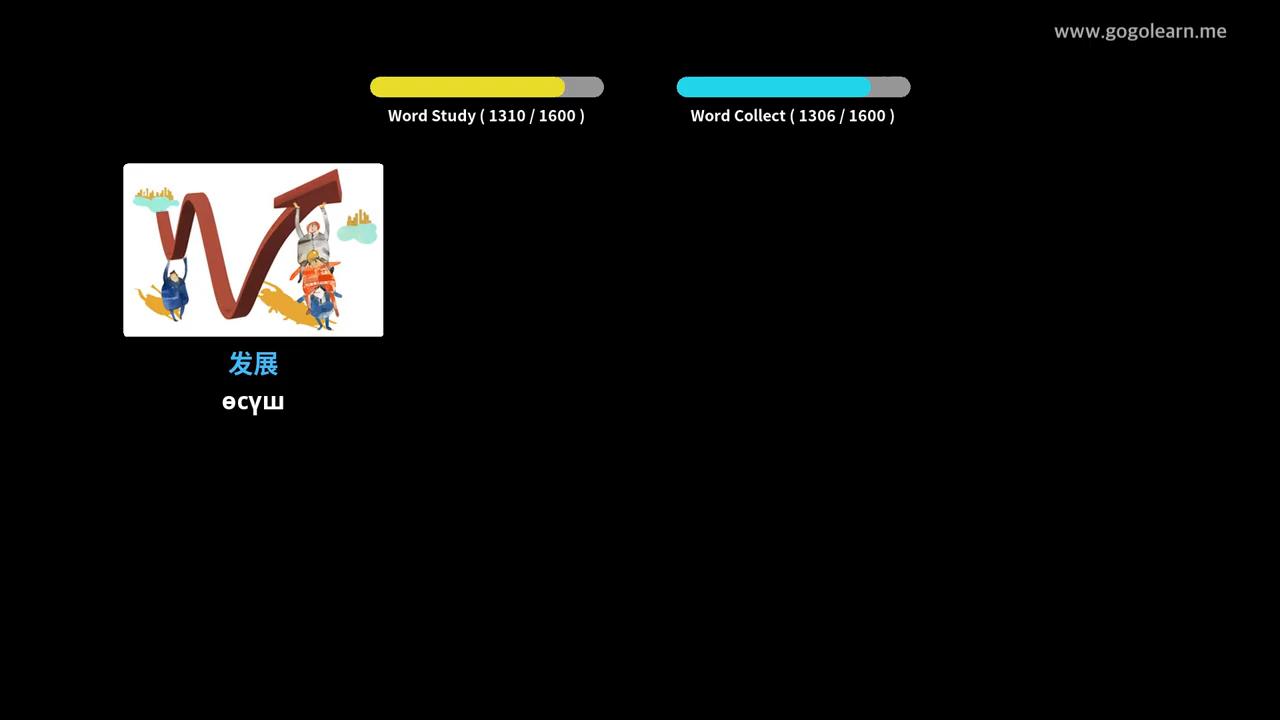 www.gogolearn.me
Word Study ( 1310 / 1600 )
Word Collect ( 1306 / 1600 )
发展
өсүш